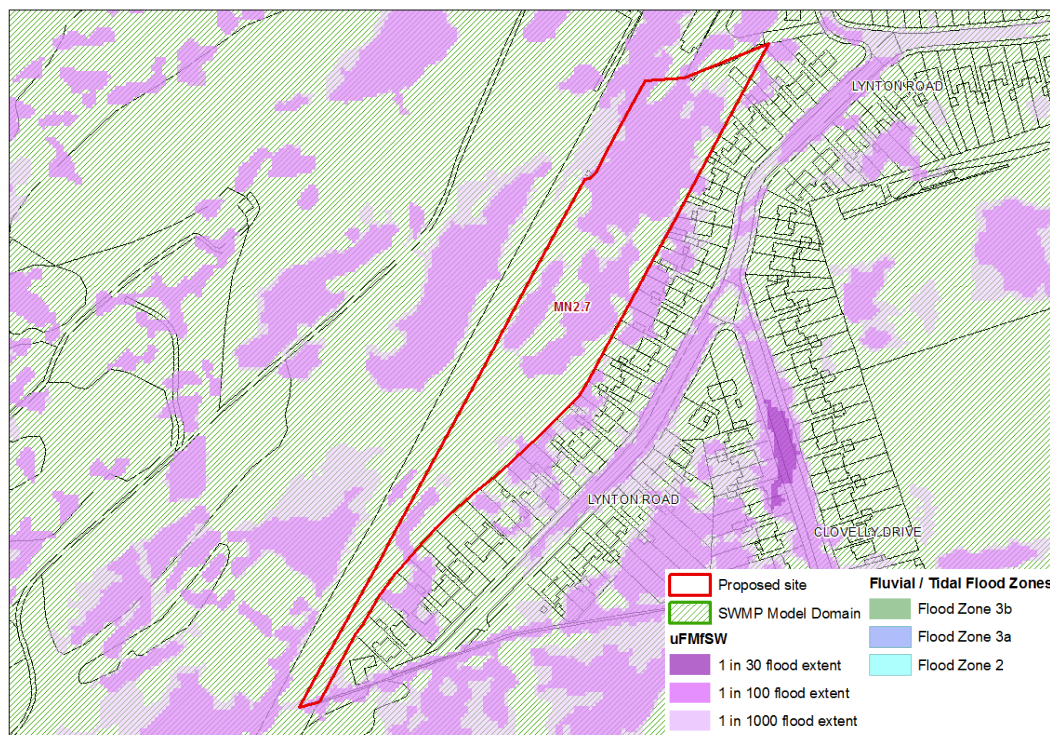 LYNTON ROAD
MN2.7
LYNTON ROAD
CLOVELLY DRIVE
Proposed site
SWMP Model Domain
uFMfSW
1 in 30 flood extent
1 in 100 flood extent
1 in 1000 flood extent
Fluvial / Tidal Flood Zones
Flood Zone 3b
Flood Zone 3a
Flood Zone 2